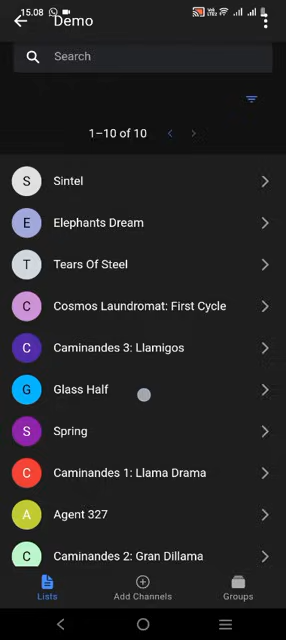 15.08
Demo
Search
1–10 of 10
S Sintel
E Elephants Dream
T Tears Of Steel
C Cosmos Laundromat: First Cycle
C Caminandes 3: Llamigos
G Glass Half
S Spring
C Caminandes 1: Llama Drama
A Agent 327
C Caminandes 2: Gran Dillama
Lists Add Channels Groups